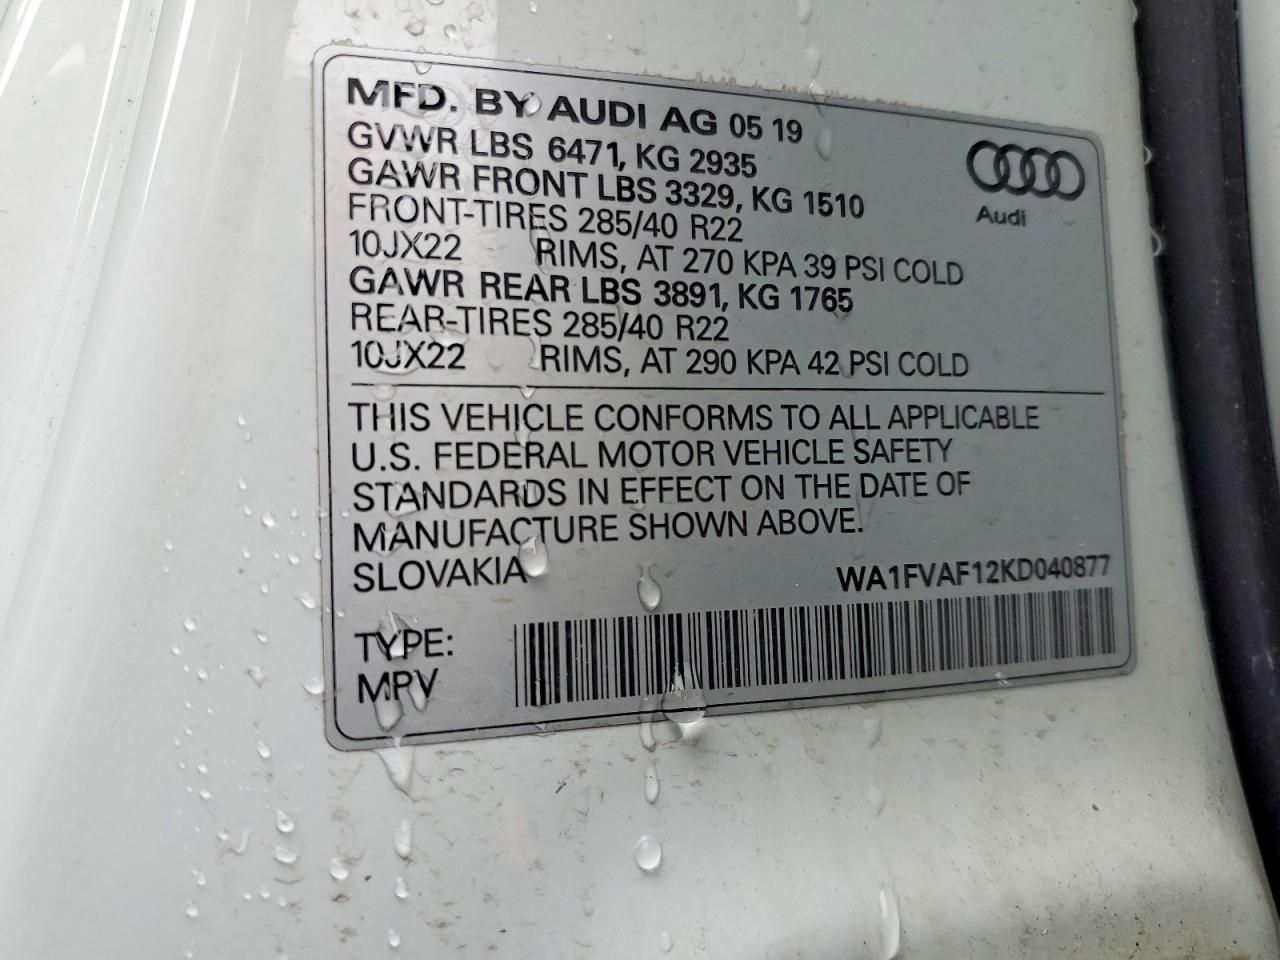 MFD. BY AUDI AG 05 19
GVWR LBS 6471, KG 2935
GAWR FRONT LBS 3329, KG 1510
FRONT-TIRES 285/40 R22
10JX22 RIMS, AT 270 KPA 39 PSI COLD
GAWR REAR LBS 3891, KG 1765
REAR-TIRES 285/40 R22
10JX22 RIMS, AT 290 KPA 42 PSI COLD
Audi
THIS VEHICLE CONFORMS TO ALL APPLICABLE
U.S. FEDERAL MOTOR VEHICLE SAFETY
STANDARDS IN EFFECT ON THE DATE OF
MANUFACTURE SHOWN ABOVE.
SLOVAKIA WA1FVAF12KD040877
TYPE:
MPV